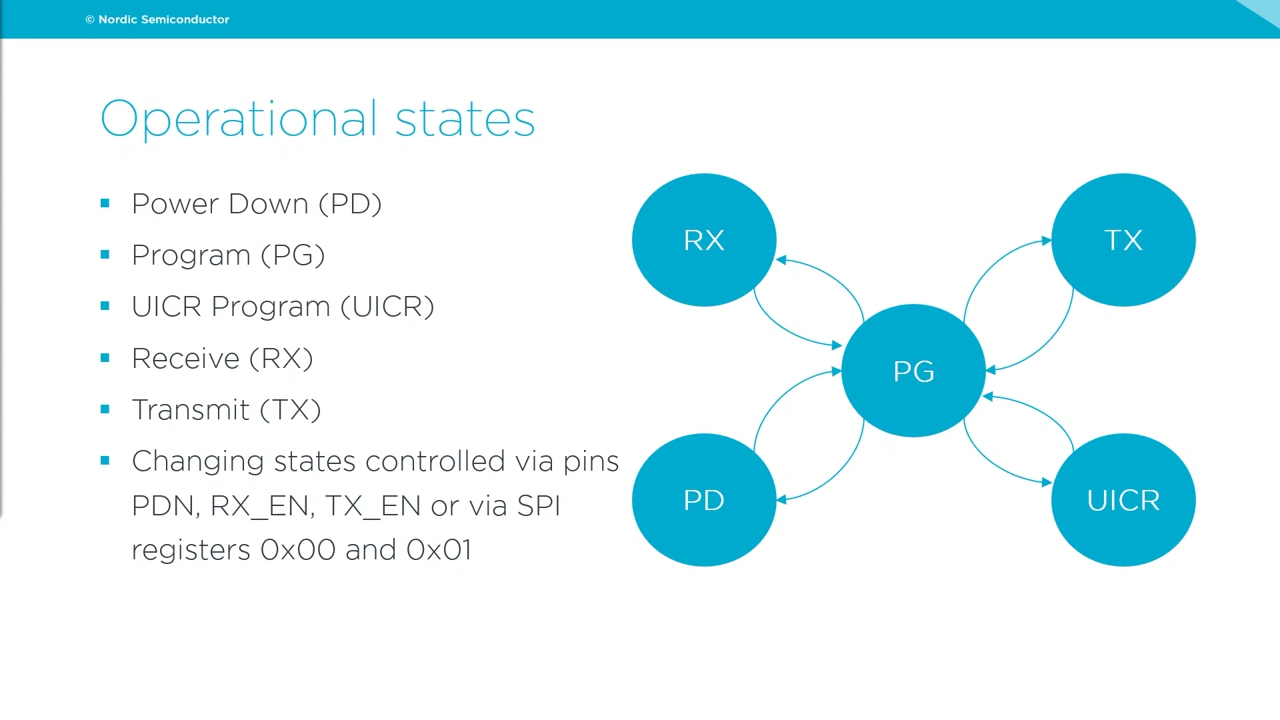 © Nordic Semiconductor
Operational states
Power Down (PD)
Program (PG)
UICR Program (UICR)
Receive (RX)
Transmit (TX)
Changing states controlled via pins
PDN, RX_EN, TX_EN or via SPI
registers 0x00 and 0x01
RX
TX
PG
PD
UICR